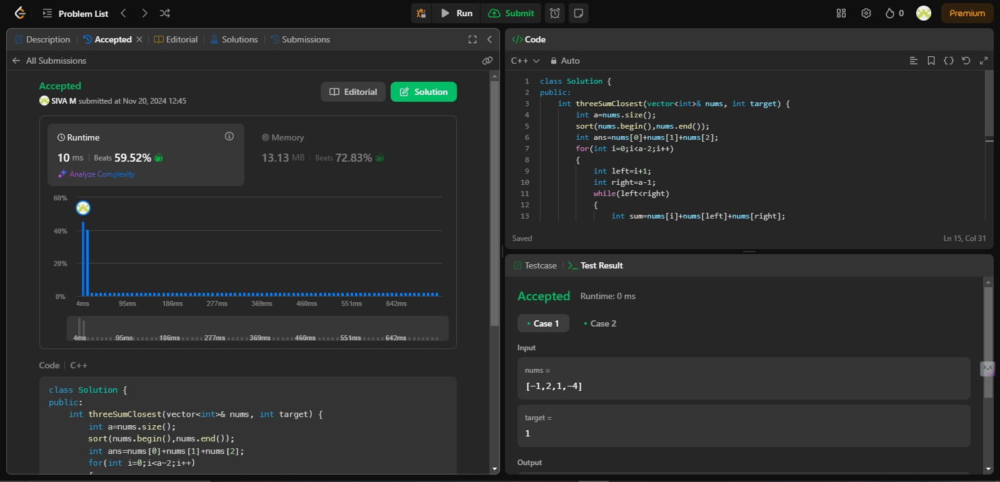 Problem List
Run
Submit
0
Premium
Description
Accepted
Editorial
Solutions
Submissions
All Submissions
Accepted
SIVA M submitted at Nov 20, 2024 12:45
Editorial
Solution
Runtime
10 ms
Beats 59.52%
Analyze Complexity
Memory
13.13 MB
Beats 72.83%
60%
40%
20%
0%
4ms 95ms 186ms 277ms 369ms 460ms 551ms 642ms
4ms 95ms 186ms 277ms 369ms 460ms 551ms 642ms
Code | C++
class Solution {
public:
int threeSumClosest(vector<int>& nums, int target) {
int a=nums.size();
sort(nums.begin(),nums.end());
int ans=nums[0]+nums[1]+nums[2];
for(int i=0;i<a-2;i++)
{
</> Code
C++
Auto
1 class Solution {
2 public:
3 int threeSumClosest(vector<int>& nums, int target) {
4 int a=nums.size();
5 sort(nums.begin(),nums.end());
6 int ans=nums[0]+nums[1]+nums[2];
7 for(int i=0;i<a-2;i++)
8 {
9 int left=i+1;
10 int right=a-1;
11 while(left<right)
12 {
13 int sum=nums[i]+nums[left]+nums[right];
Saved
Ln 15, Col 31
Testcase
Test Result
Accepted Runtime: 0 ms
• Case 1
• Case 2
Input
nums =
[-1,2,1,-4]
target =
1
Output